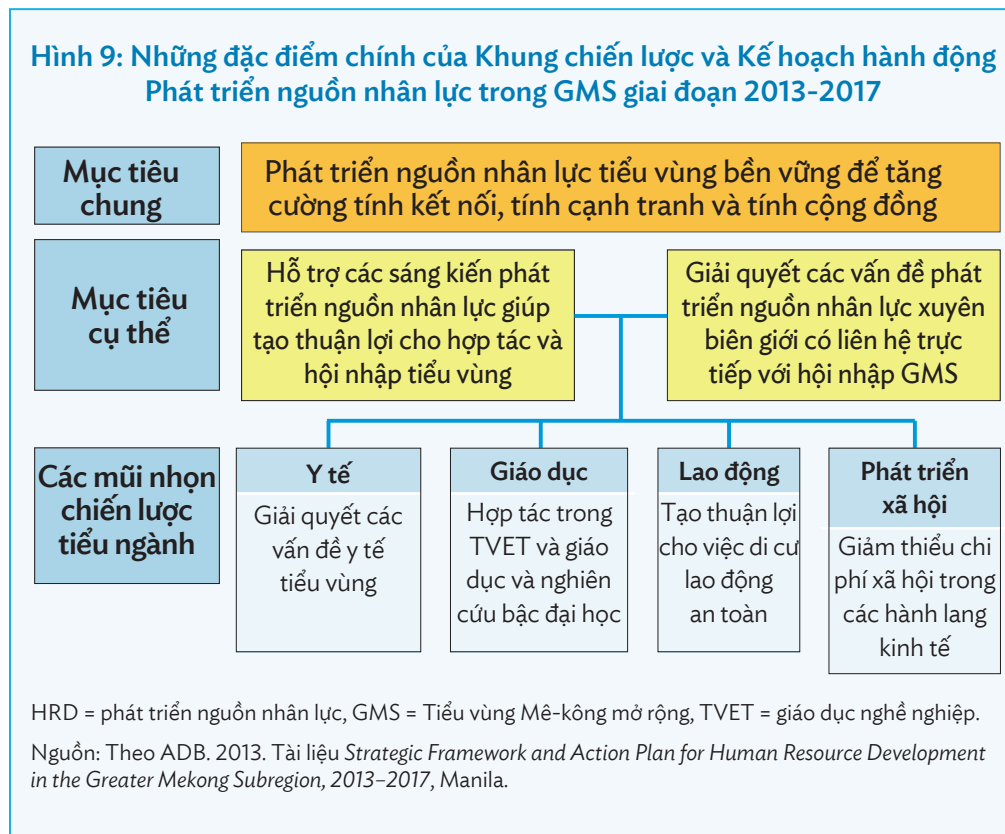 Hình 9: Những đặc điểm chính của Khung chiến lược và Kế hoạch hành động
Phát triển nguồn nhân lực trong GMS giai đoạn 2013-2017
Mục tiêu
chung
Phát triển nguồn nhân lực tiểu vùng bền vững để tăng
cường tính kết nối, tính cạnh tranh và tính cộng đồng
Mục tiêu
cụ thể
Hỗ trợ các sáng kiến phát
triển nguồn nhân lực giúp
tạo thuận lợi cho hợp tác và
hội nhập tiểu vùng
Giải quyết các vấn đề phát
triển nguồn nhân lực xuyên
biên giới có liên hệ trực
tiếp với hội nhập GMS
Các mũi nhọn
chiến lược
tiểu ngành
Y tế
Giải quyết các
vấn đề y tế
tiểu vùng
Giáo dục
Hợp tác trong
TVET và giáo
dục và nghiên
cứu bậc đại học
Lao động
Tạo thuận lợi
cho việc di cư
lao động
an toàn
Phát triển
xã hội
Giảm thiểu chi
phí xã hội trong
các hành lang
kinh tế
HRD = phát triển nguồn nhân lực, GMS = Tiểu vùng Mê-kông mở rộng, TVET = giáo dục nghề nghiệp.
Nguồn: Theo ADB. 2013. Tài liệu Strategic Framework and Action Plan for Human Resource Development
in the Greater Mekong Subregion, 2013–2017, Manila.